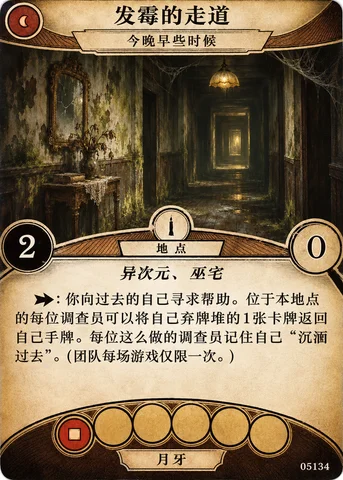 发霉的走道
今晚早些时候
2
地点
0
异次元、巫宅
：你向过去的自己寻求帮助。位于本地点
的每位调查员可以将自己弃牌堆的1张卡牌返回
自己手牌。每位这么做的调查员记住自己“沉湎
过去”。(团队每场游戏仅限一次。)
05134
月牙